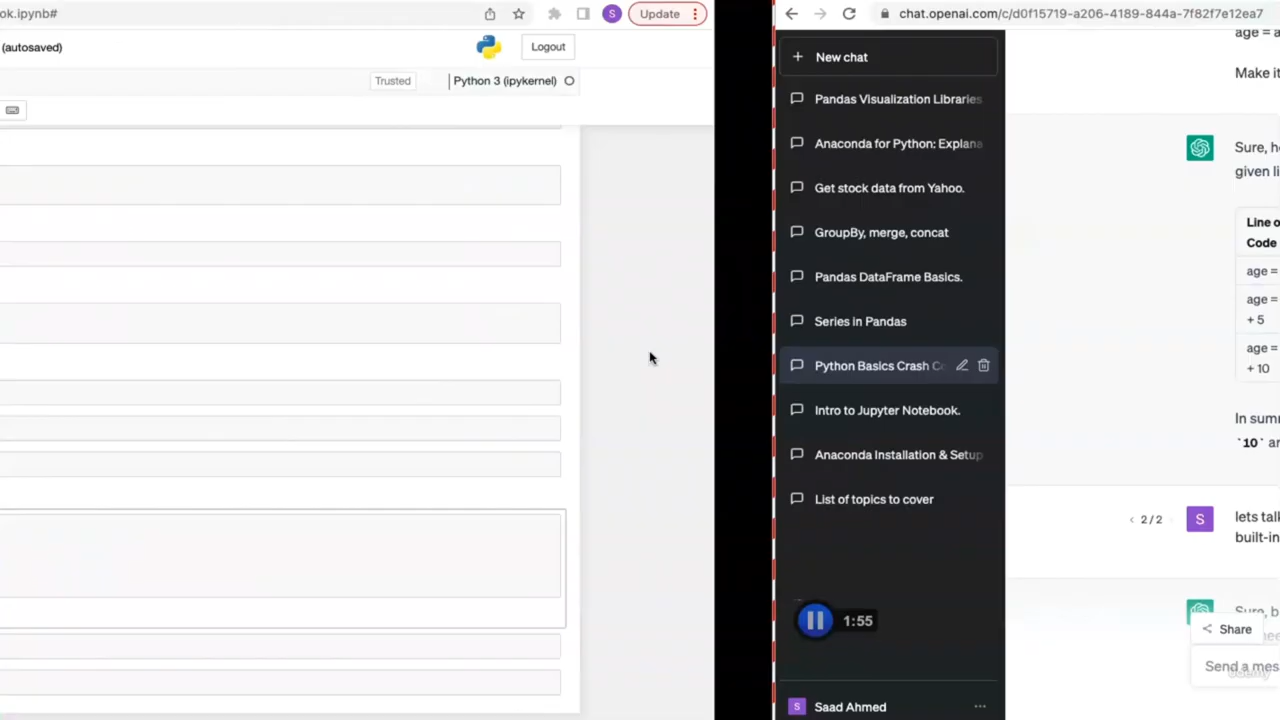 ok.ipynb#
Update
(autosaved)
Logout
Trusted
Python 3 (ipykernel)
chat.openai.com/c/d0f15719-a206-4189-844a-7f82f7e12ea7
New chat
Pandas Visualization Libraries
Anaconda for Python: Explana
Get stock data from Yahoo.
GroupBy, merge, concat
Pandas DataFrame Basics.
Series in Pandas
Python Basics Crash Co
Intro to Jupyter Notebook.
Anaconda Installation & Setup
List of topics to cover
1:55
S
Saad Ahmed
...
age = a
Make it
Sure, h
given li
Line o
Code
age =
age =
+ 5
age =
+ 10
In sum
`10` ar
< 2/2
S
lets tal
built-in
Sure, b
Share
Send a mes
udemy